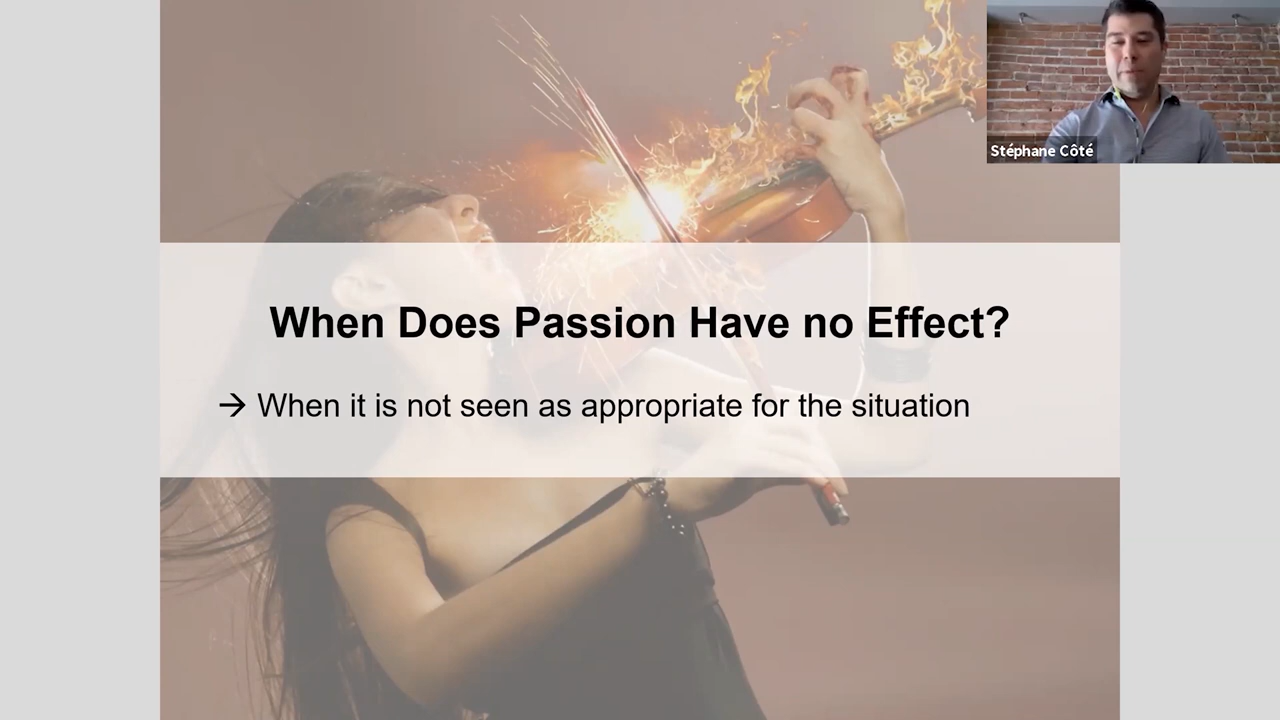 Stéphane Côté
When Does Passion Have no Effect?
→ When it is not seen as appropriate for the situation